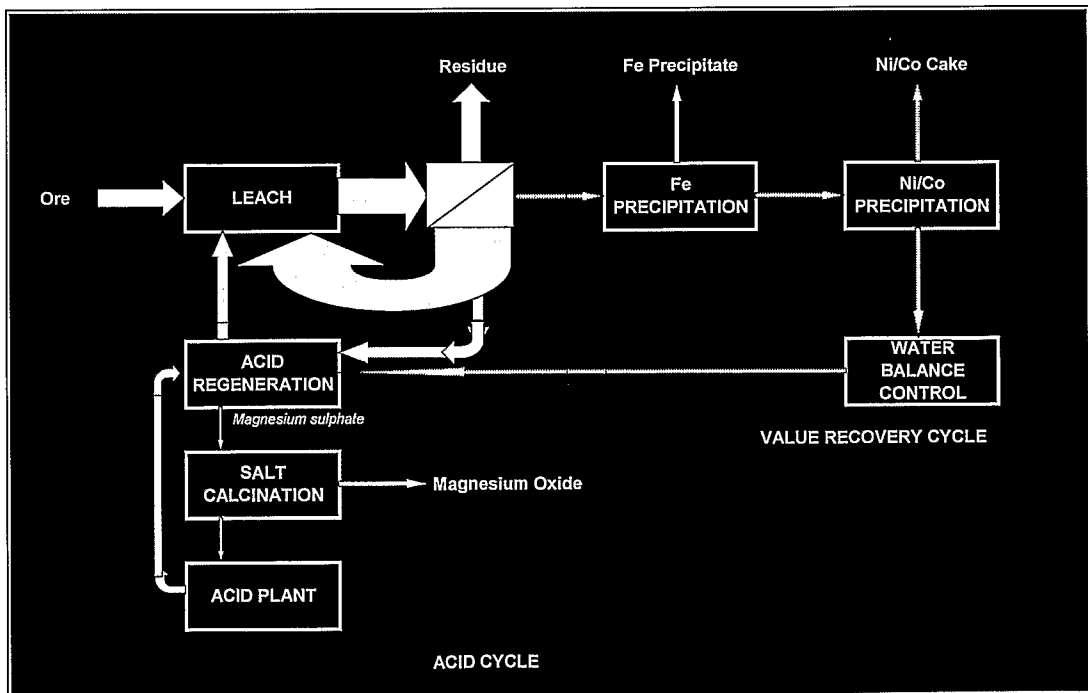 Residue
Fe Precipitate
Ni/Co Cake
Ore
LEACH
Fe
PRECIPITATION
Ni/Co
PRECIPITATION
ACID
REGENERATION
WATER
BALANCE
CONTROL
Magnesium sulphate
VALUE RECOVERY CYCLE
SALT
CALCINATION
Magnesium Oxide
ACID PLANT
ACID CYCLE